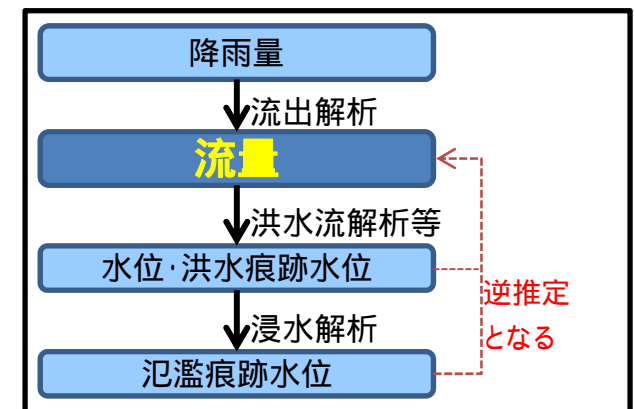 降雨量
流出解析
流量
洪水流解析等
水位･洪水痕跡水位
逆推定
となる
浸水解析
氾濫痕跡水位